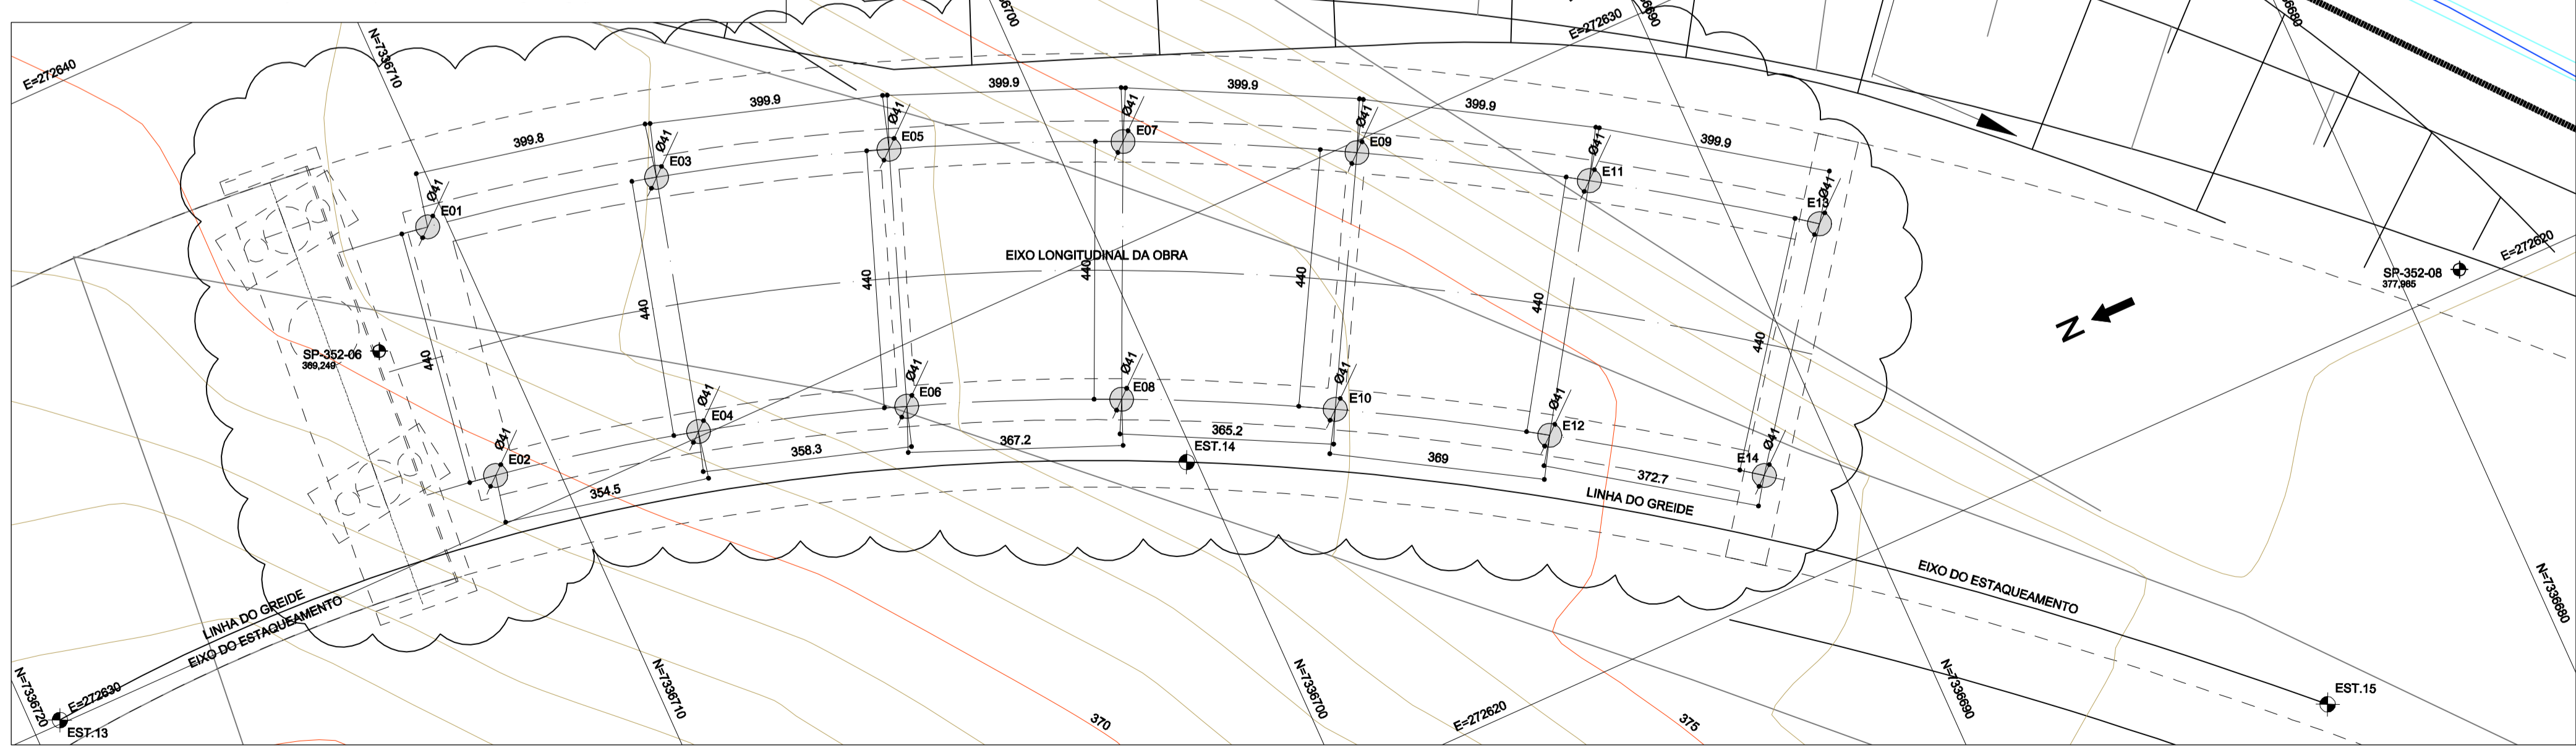 E=272640
N=7336710
N=7336700
E=272630
399.8
399.9
399.9
399.9
399.9
399.9
Ø41
E01
Ø41
E03
Ø41
E05
Ø41
E07
Ø41
E09
Ø41
E11
Ø41
E13
EIXO LONGITUDINAL DA OBRA
440
440
440
440
440
440
440
SP-352-06
369,249
SP-352-08
377,985
E=272620
N
Ø41
E02
Ø41
E04
Ø41
E06
Ø41
E08
Ø41
E10
Ø41
E12
Ø41
E14
354.5
358.3
367.2
365.2
369
372.7
EST.14
LINHA DO GREIDE
EIXO DO ESTAQUEAMENTO
LINHA DO GREIDE
EIXO DO ESTAQUEAMENTO
N=7336720
E=272630
EST.13
N=7336710
370
N=7336700
E=272620
375
N=7336690
EST.15
N=7336680